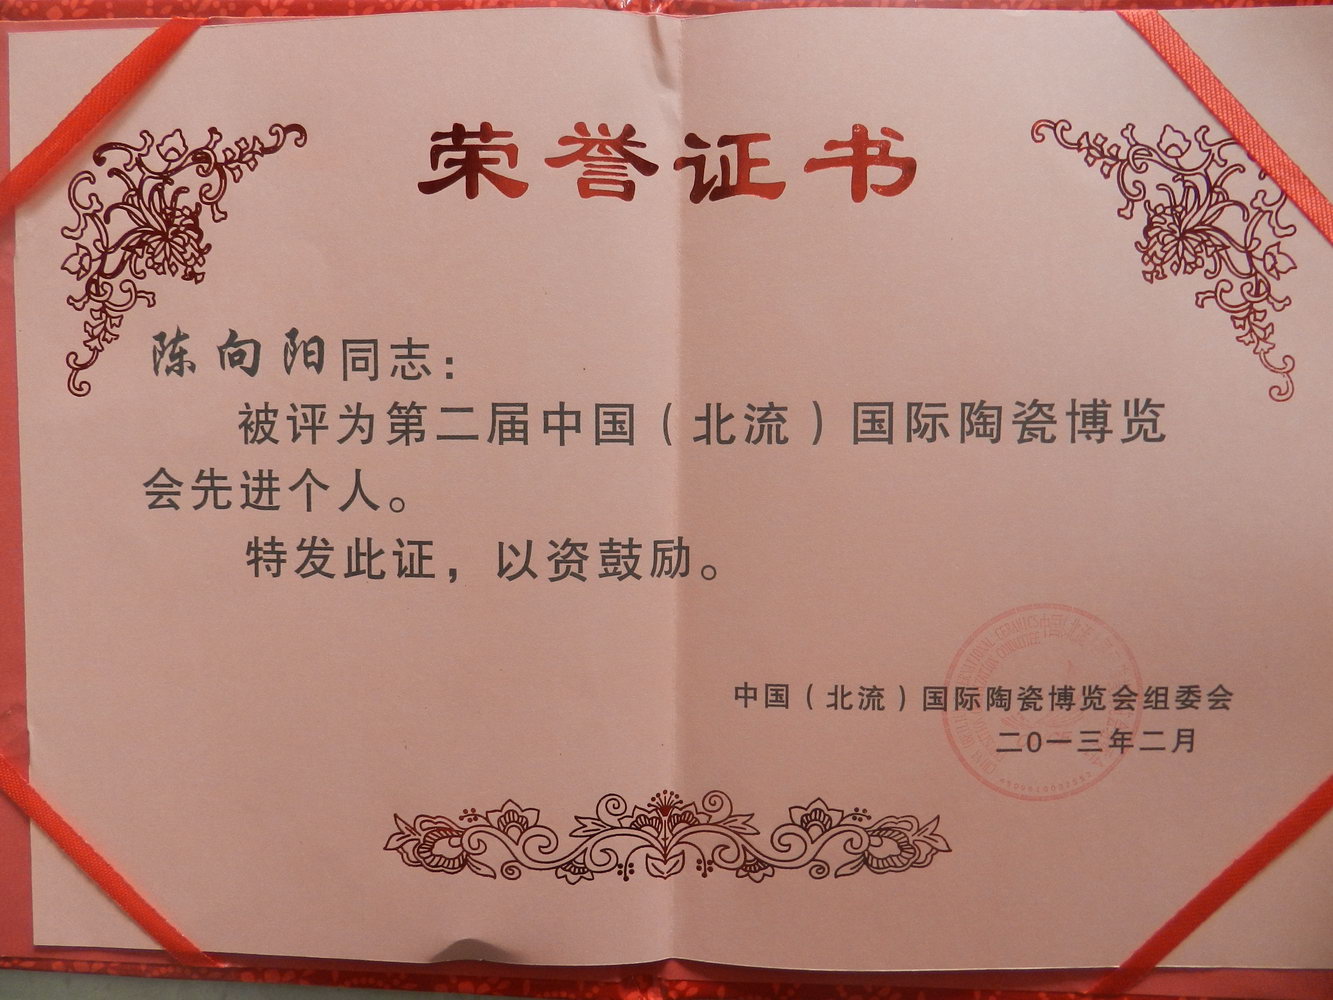 荣誉证书
陈向阳同志：
被评为第二届中国（北流）国际陶瓷博览
会先进个人。
特发此证，以资鼓励。
中国（北流）国际陶瓷博览会组委会
二0一三年二月